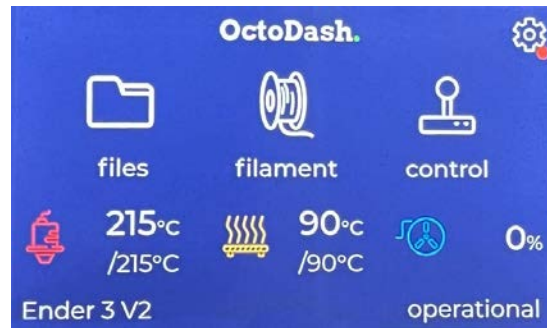 OctoDash.
files filament control
215°C 90°C 0%
/215°C /90°C
Ender 3 V2 operational